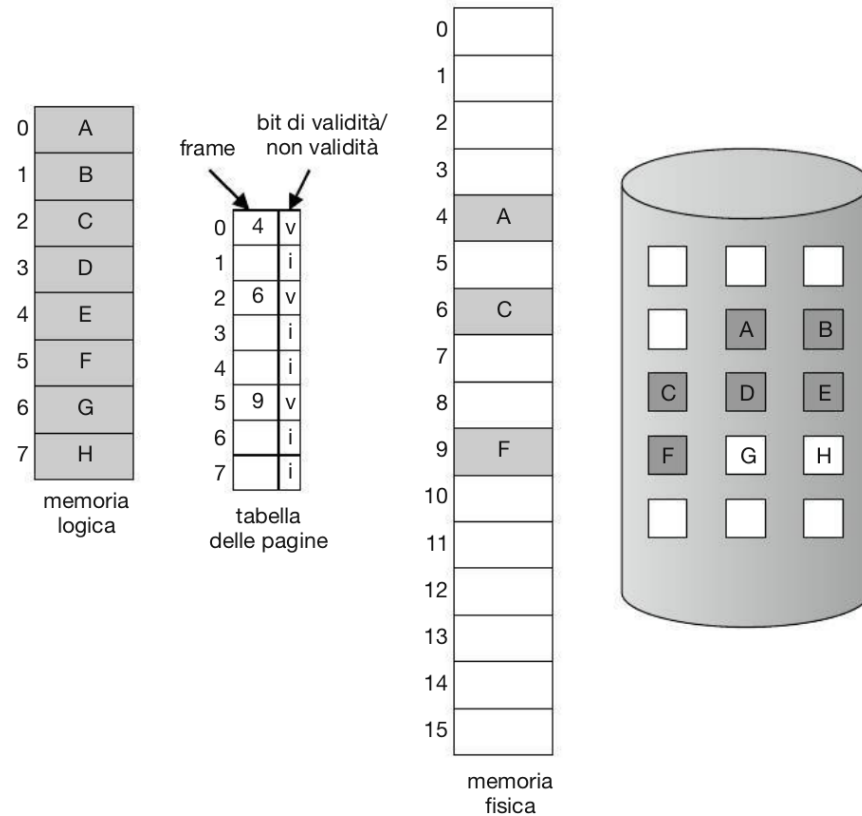 0 A
1 B
2 C
3 D
4 E
5 F
6 G
7 H
memoria
logica
frame
bit di validità/
non validità
0 4 v
1 i
2 6 v
3 i
4 i
5 9 v
6 i
7 i
tabella
delle pagine
0
1
2
3
4 A
5
6 C
7
8
9 F
10
11
12
13
14
15
memoria
fisica
A B
C D E
F G H